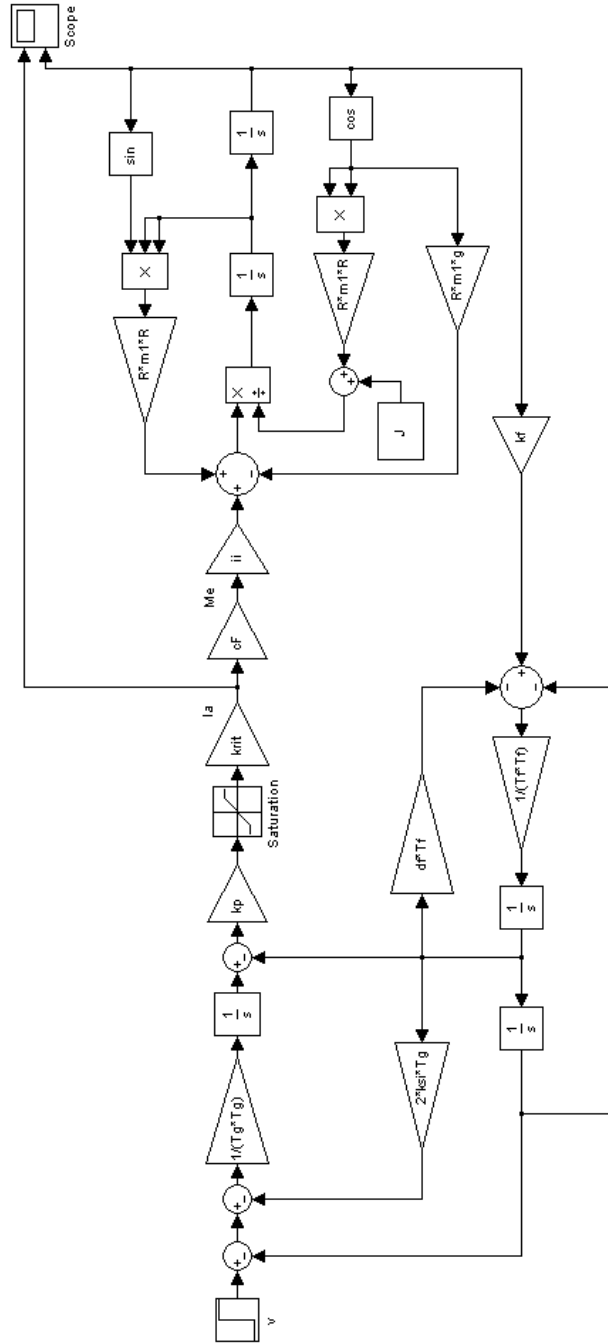 v
1/(Tg*Tg)
1
s
kp
Saturation
krit
Ia
cF
Me
ii
R*m1*R
×
sin
×
÷
1
s
1
s
J
R*m1*R
×
cos
R*m1*g
Scope
2*ksi*Tg
df*Tf
1
s
1
s
1/(Tf*Tf)
kf